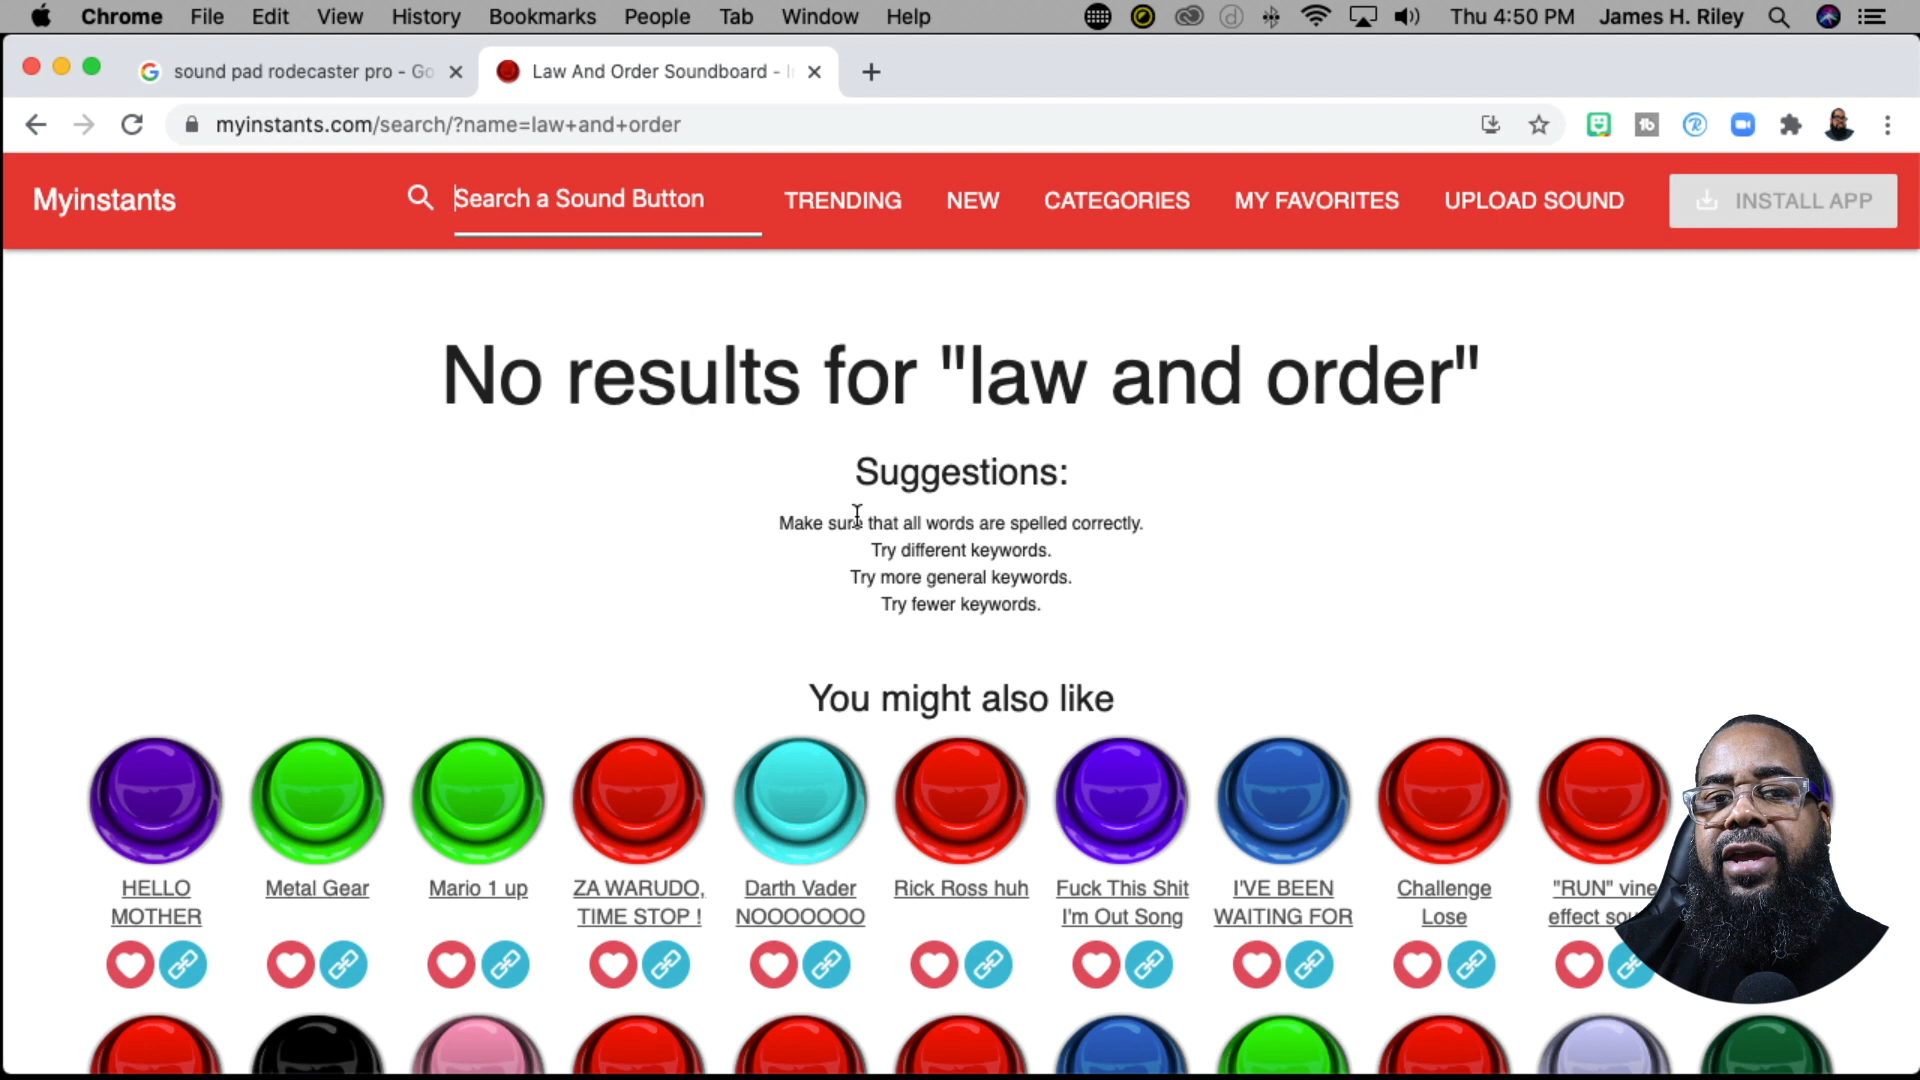 Chrome File Edit View History Bookmarks People Tab Window Help Thu 4:50 PM James H. Riley
sound pad rodecaster pro - Go
Law And Order Soundboard - I
myinstants.com/search/?name=law+and+order
Myinstants Search a Sound Button TRENDING NEW CATEGORIES MY FAVORITES UPLOAD SOUND INSTALL APP
No results for "law and order"
Suggestions:
Make sure that all words are spelled correctly.
Try different keywords.
Try more general keywords.
Try fewer keywords.
You might also like
HELLO
MOTHER
Metal Gear
Mario 1 up
ZA WARUDO,
TIME STOP !
Darth Vader
NOOOOOOO
Rick Ross huh
Fuck This Shit
I'm Out Song
I'VE BEEN
WAITING FOR
Challenge
Lose
"RUN" vine
effect